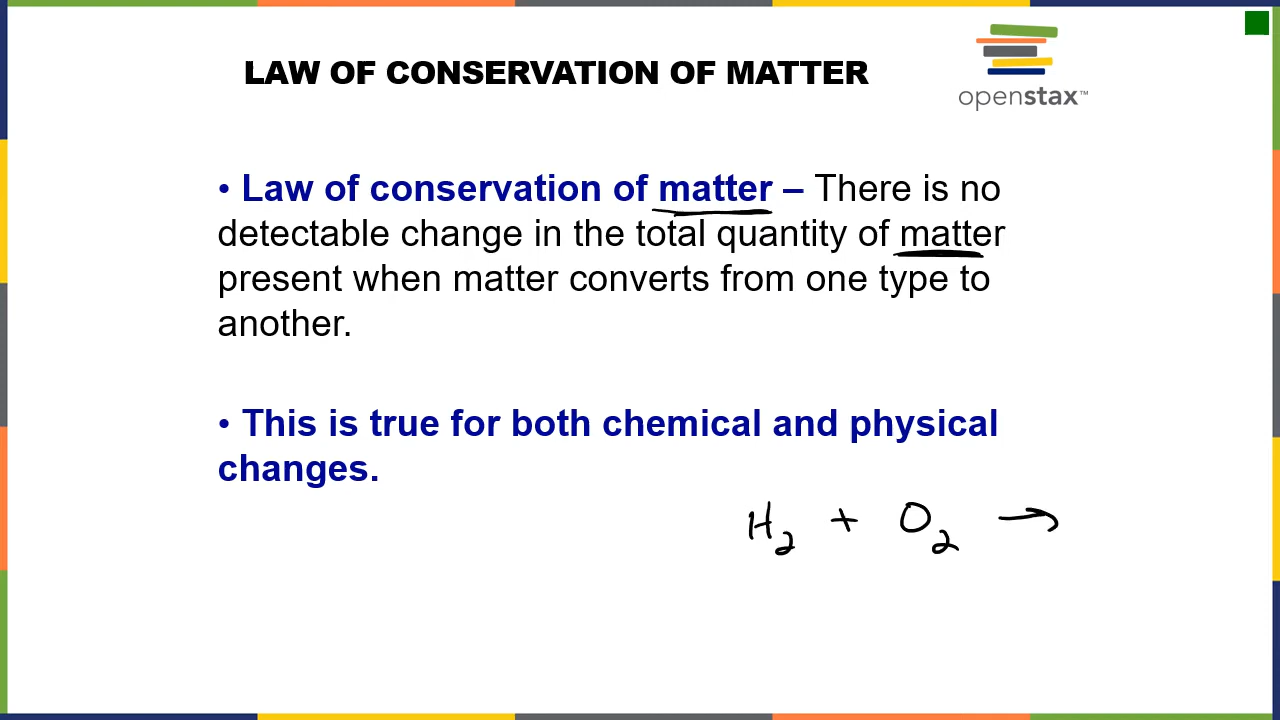 LAW OF CONSERVATION OF MATTER
openstax™
• Law of conservation of matter – There is no
detectable change in the total quantity of matter
present when matter converts from one type to
another.
• This is true for both chemical and physical
changes.
H₂ + O₂ →